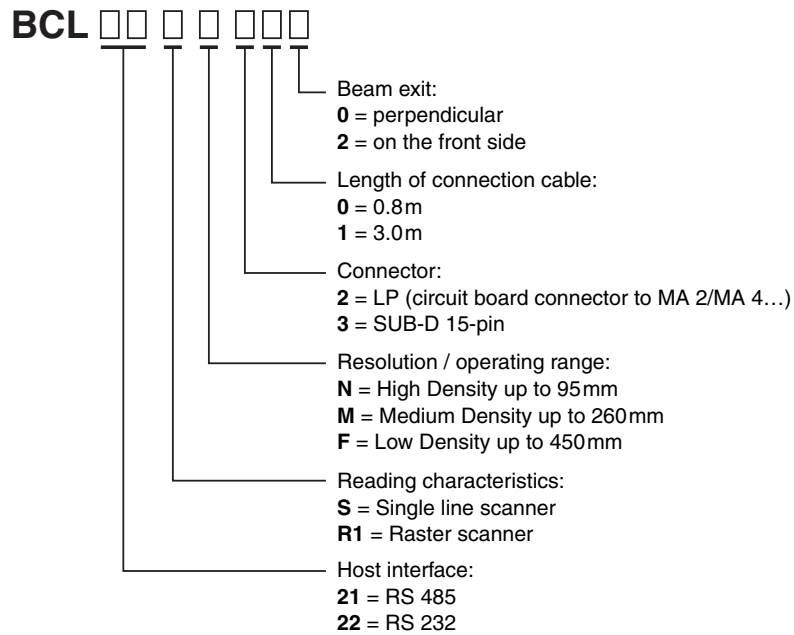 BCL
Beam exit:
0 = perpendicular
2 = on the front side
Length of connection cable:
0 = 0.8m
1 = 3.0m
Connector:
2 = LP (circuit board connector to MA 2/MA 4…)
3 = SUB-D 15-pin
Resolution / operating range:
N = High Density up to 95mm
M = Medium Density up to 260mm
F = Low Density up to 450mm
Reading characteristics:
S = Single line scanner
R1 = Raster scanner
Host interface:
21 = RS 485
22 = RS 232